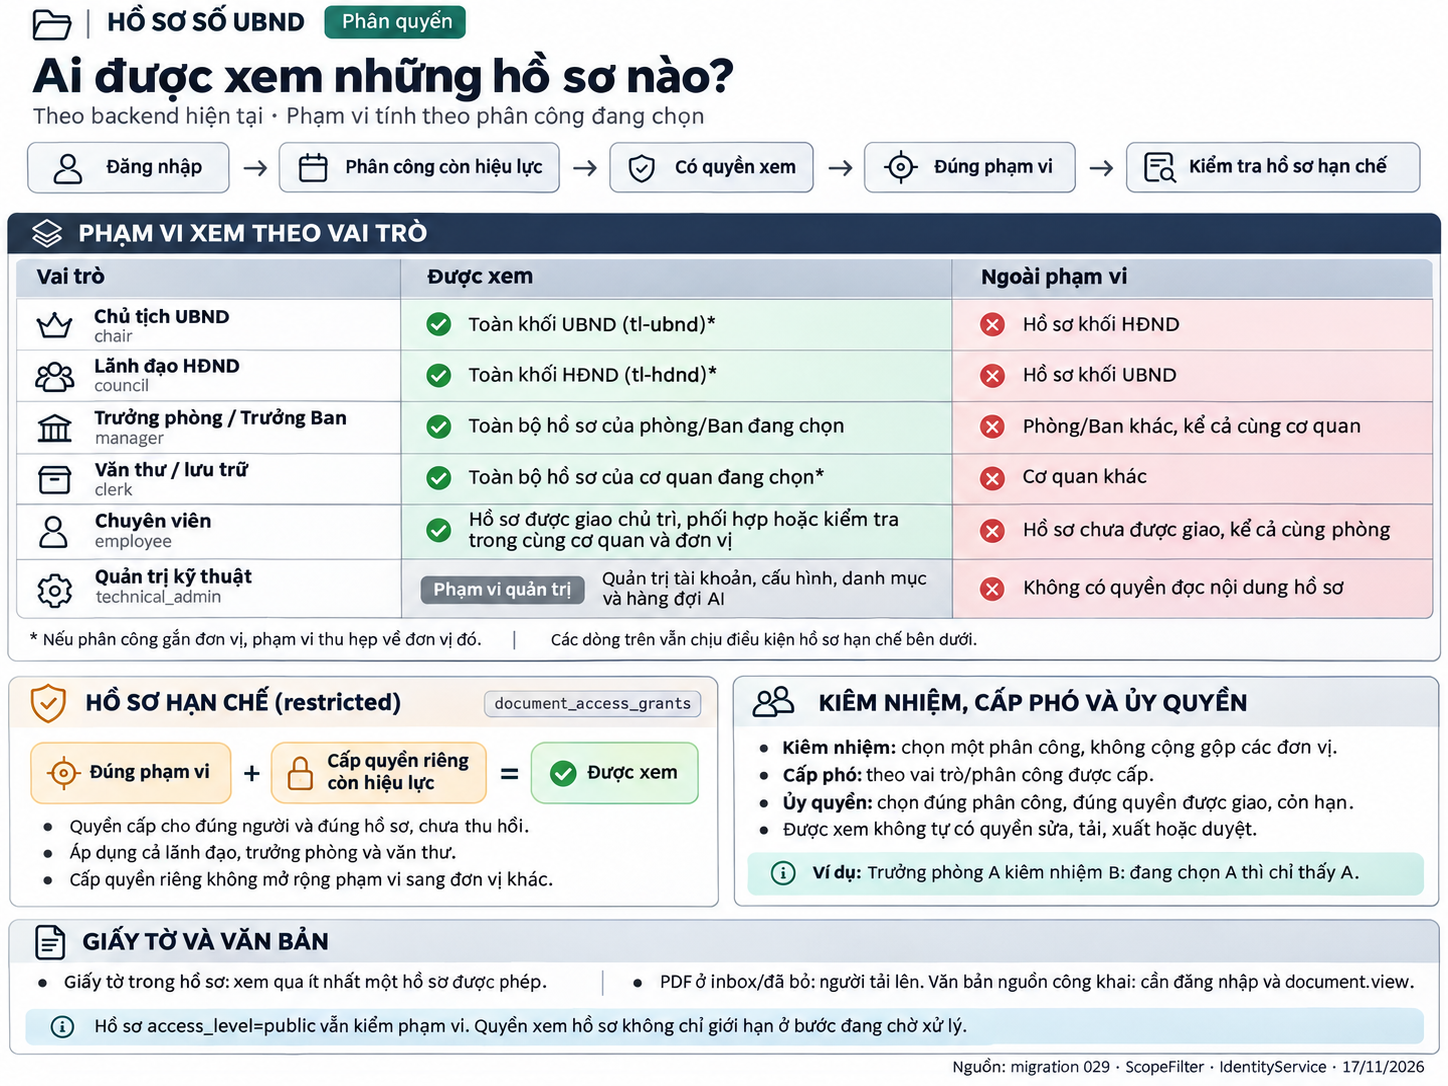 HỒ SƠ SỐ UBND
Phân quyến
Ai được xem những hồ sơ nào?
Theo backend hiện tại • Phạm vi tính theo phân công đang chọn
Đăng nhập → Phân công còn hiệu lực → Có quyền xem → Đúng phạm vi → Kiểm tra hồ sơ hạn chế
PHẠM VI XEM THEO VAI TRÒ
Vai trò Được xem Ngoài phạm vi
Chủ tịch UBND
chair
Toàn khối UBND (tl-ubnd)*
Hồ sơ khối HĐND
Lãnh đạo HĐND
council
Toàn khối HĐND (tl-hdnd)*
Hồ sơ khối UBND
Trưởng phòng / Trưởng Ban
manager
Toàn bộ hồ sơ của phòng/Ban đang chọn
Phòng/Ban khác, kể cả cùng cơ quan
Văn thư / lưu trữ
clerk
Toàn bộ hồ sơ của cơ quan đang chọn*
Cơ quan khác
Chuyên viên
employee
Hồ sơ được giao chủ trì, phối hợp hoặc kiểm tra
trong cùng cơ quan và đơn vị
Hồ sơ chưa được giao, kể cả cùng phòng
Quản trị kỹ thuật
technical_admin
Phạm vi quản trị
Quản trị tài khoản, cấu hình, danh mục
và hàng đợi AI
Không có quyền đọc nội dung hồ sơ
* Nếu phân công gắn đơn vị, phạm vi thu hẹp về đơn vị đó. | Các dòng trên vẫn chịu điều kiện hồ sơ hạn chế bên dưới.
HỒ SƠ HẠN CHẾ (restricted)
document_access_grants
Đúng phạm vi + Cấp quyền riêng
còn hiệu lực
= Được xem
• Quyền cấp cho đúng người và đúng hồ sơ, chưa thu hồi.
• Áp dụng cả lãnh đạo, trưởng phòng và văn thư.
• Cấp quyền riêng không mở rộng phạm vi sang đơn vị khác.
KIÊM NHIỆM, CẤP PHÓ VÀ ỦY QUYỀN
• Kiêm nhiệm: chọn một phân công, không cộng gộp các đơn vị.
• Cấp phó: theo vai trò/phân công được cấp.
• Ủy quyền: chọn đúng phân công, đúng quyền được giao, còn hạn.
• Được xem không tự có quyền sửa, tải, xuất hoặc duyệt.
Ví dụ: Trưởng phòng A kiêm nhiệm B: đang chọn A thì chỉ thấy A.
GIẤY TỜ VÀ VĂN BẢN
• Giấy tờ trong hồ sơ: xem qua ít nhất một hồ sơ được phép.
• PDF ở inbox/đã bỏ: người tải lên. Văn bản nguồn công khai: cần đăng nhập và document.view.
Hồ sơ access_level=public vẫn kiểm phạm vi. Quyền xem hồ sơ không chỉ giới hạn ở bước đang chờ xử lý.
Nguồn: migration 029 • ScopeFilter • IdentityService • 17/11/2026